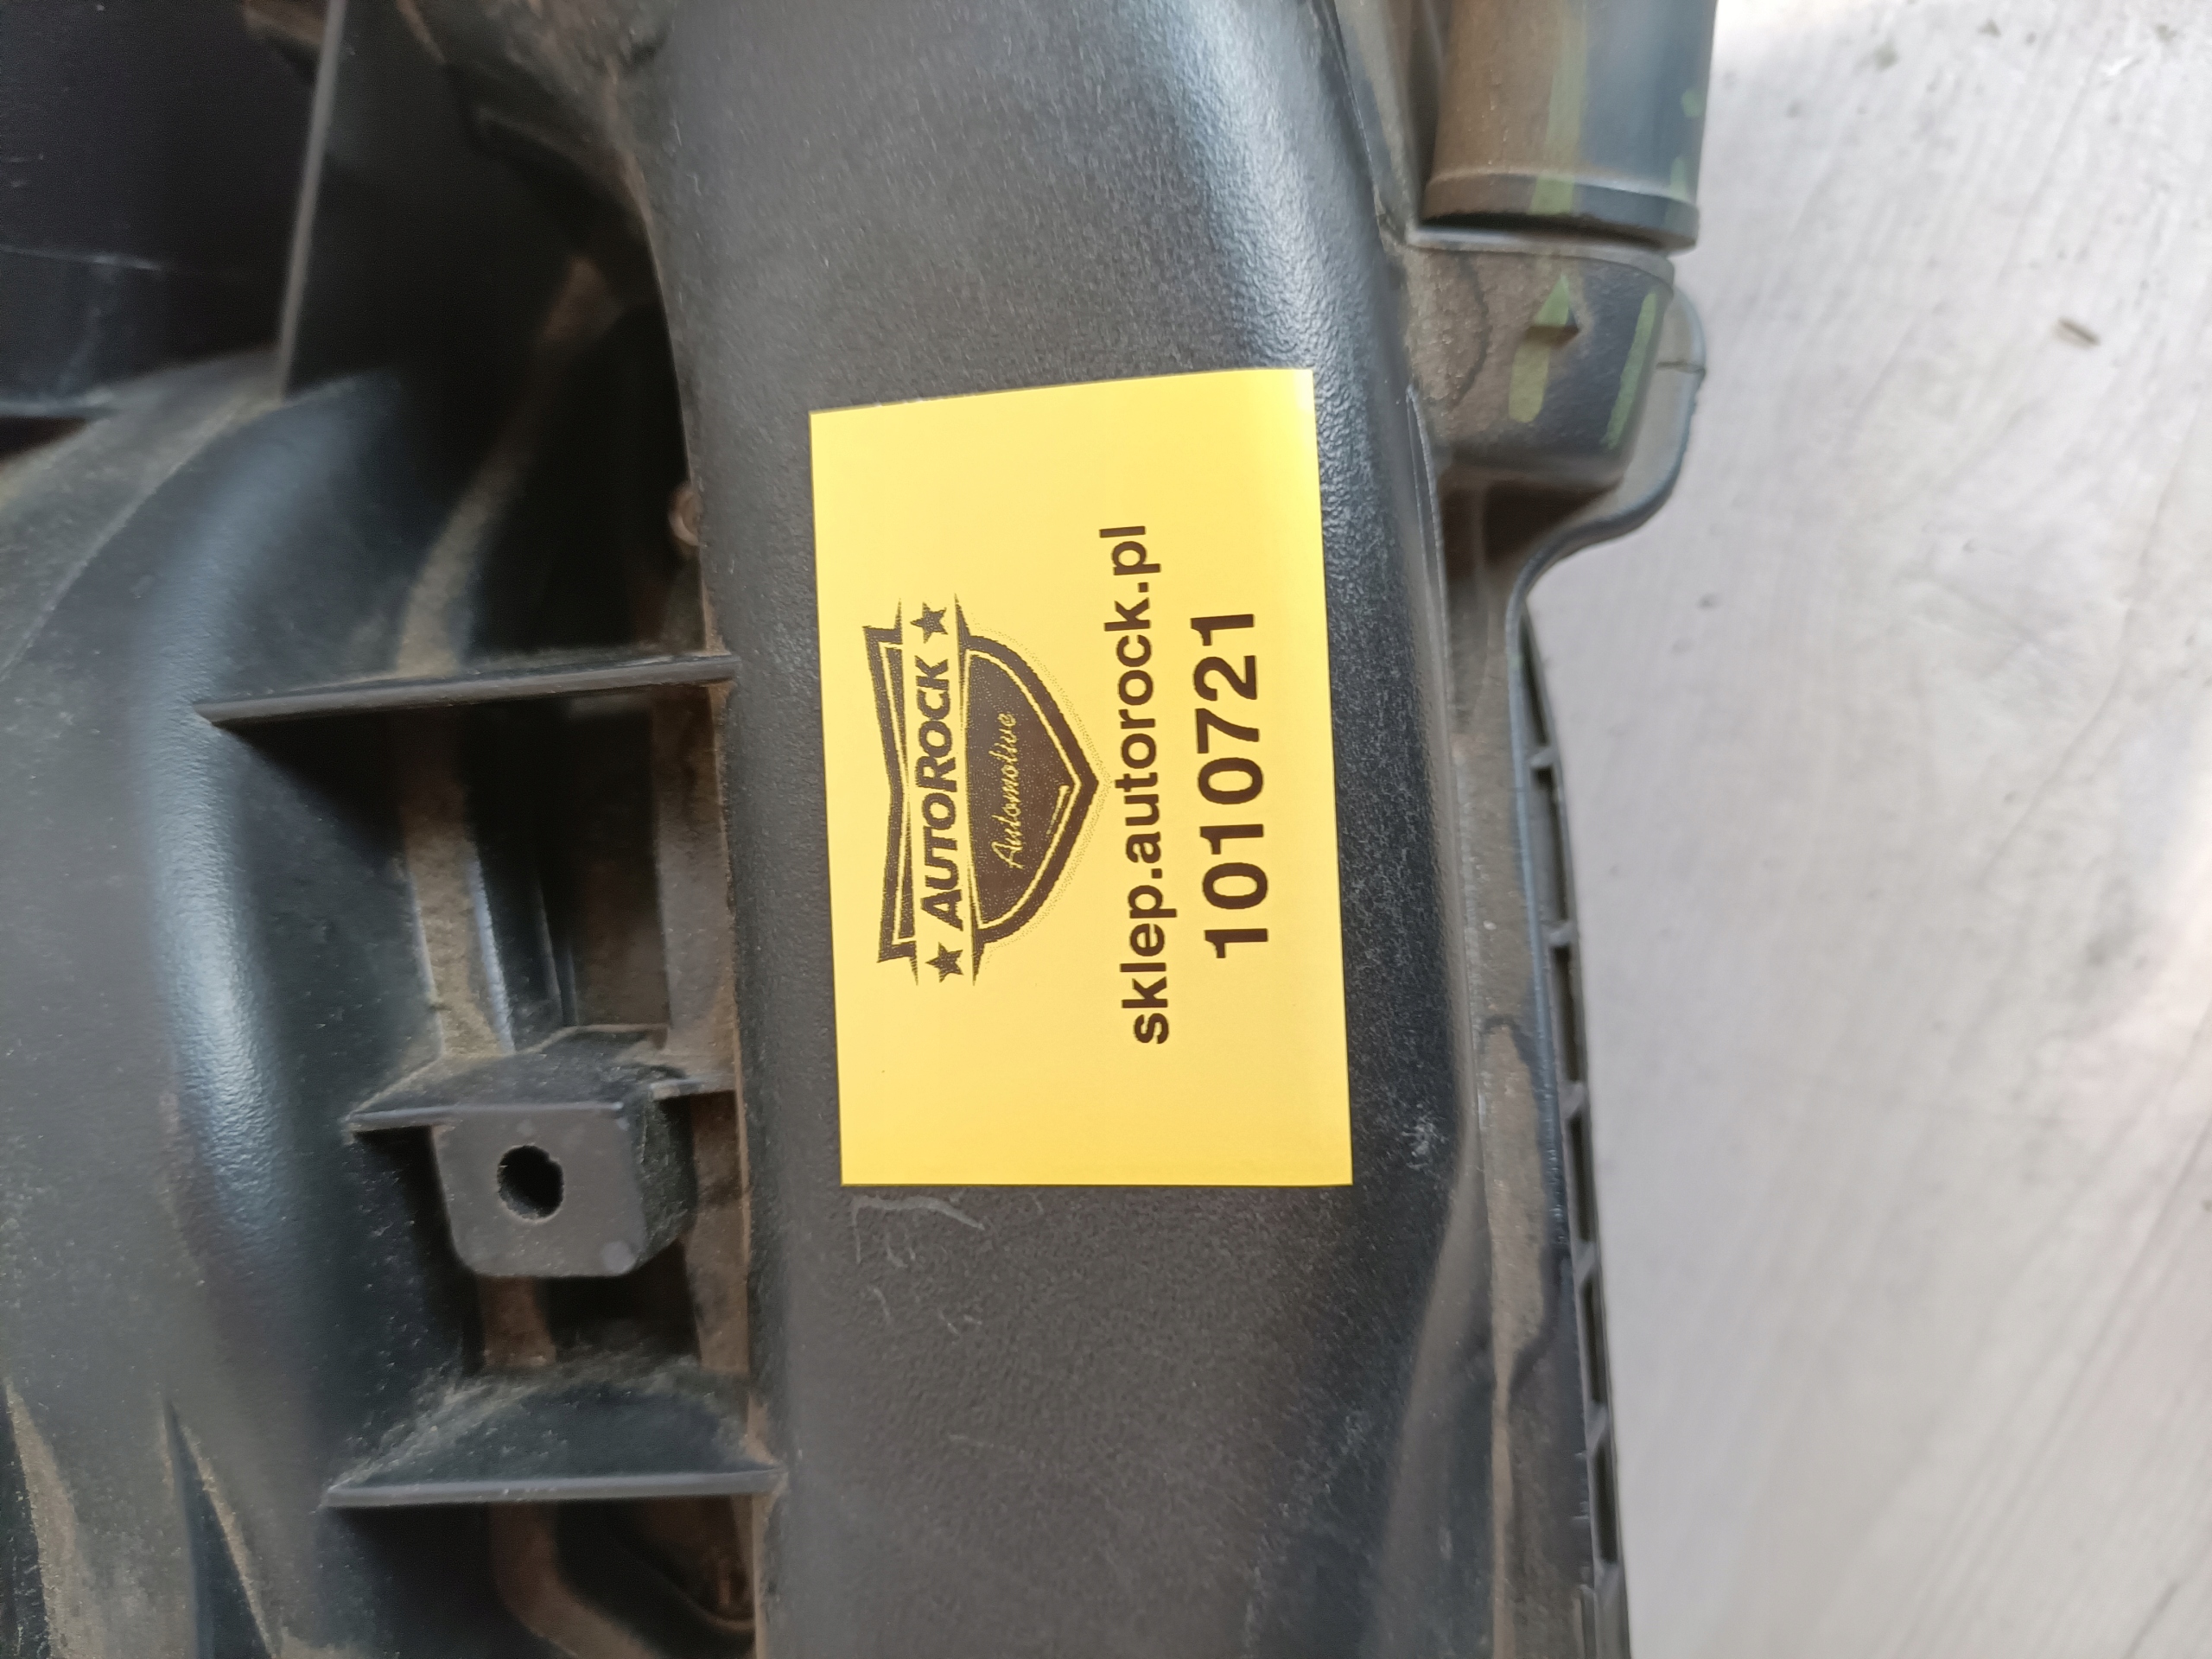 ★ AUTOROCK ★
Automotive
sklep.autorock.pl
1010721